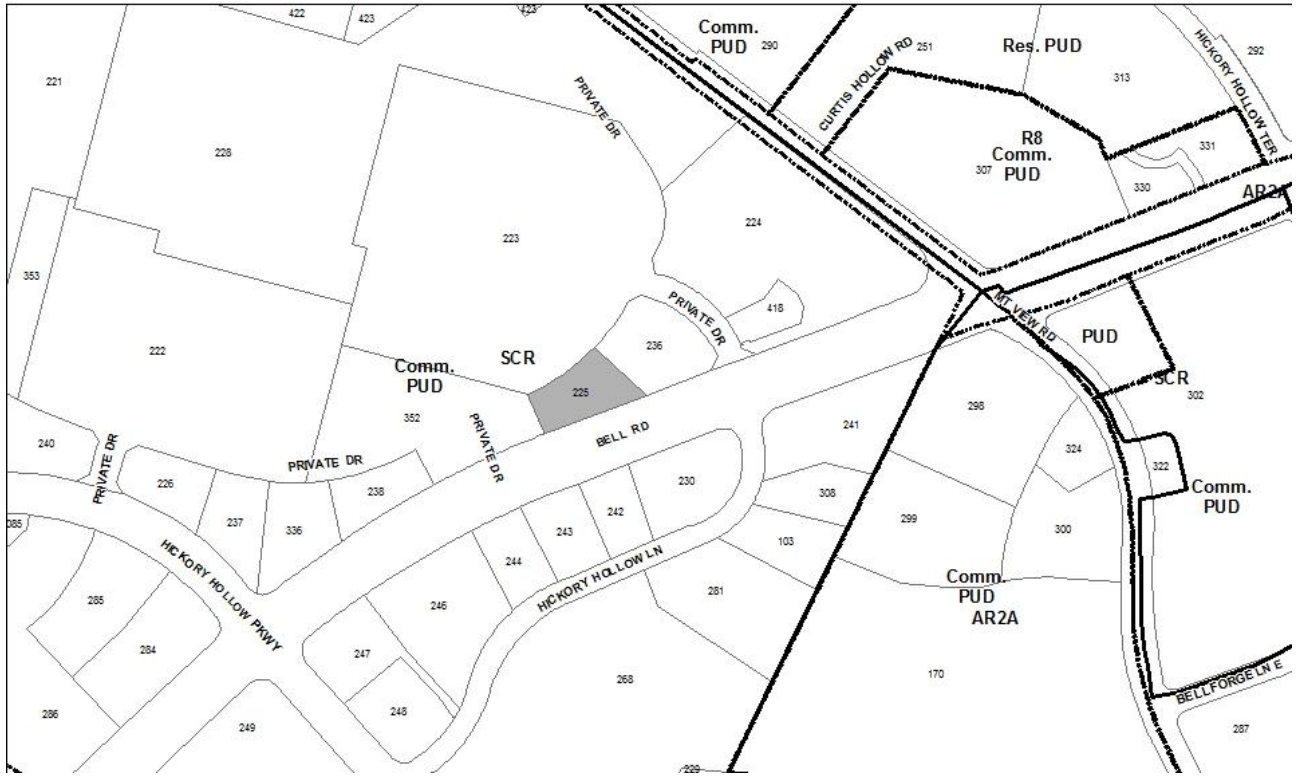 422
423
423
Comm.
PUD
290
251
Res. PUD
HICKORY HOLLOW TER
292
221
PRIVATE DR
CURTIS HOLLOW RD
313
228
R8
Comm.
PUD
307
331
330
AR2A
224
223
353
PRIVATE DR
418
MT VIEW RD
PUD
SCR
302
222
236
SCR
Comm.
PUD
225
352
PRIVATE DR
BELL RD
298
241
324
240
PRIVATE DR
226
PRIVATE DR
238
237
336
230
242
243
244
308
299
322
Comm.
PUD
300
103
085
HICKORY HOLLOW PKWY
HICKORY HOLLOW LN
281
Comm.
PUD
AR2A
285
246
284
247
268
170
286
248
249
BELLFORGE LN E
287
229